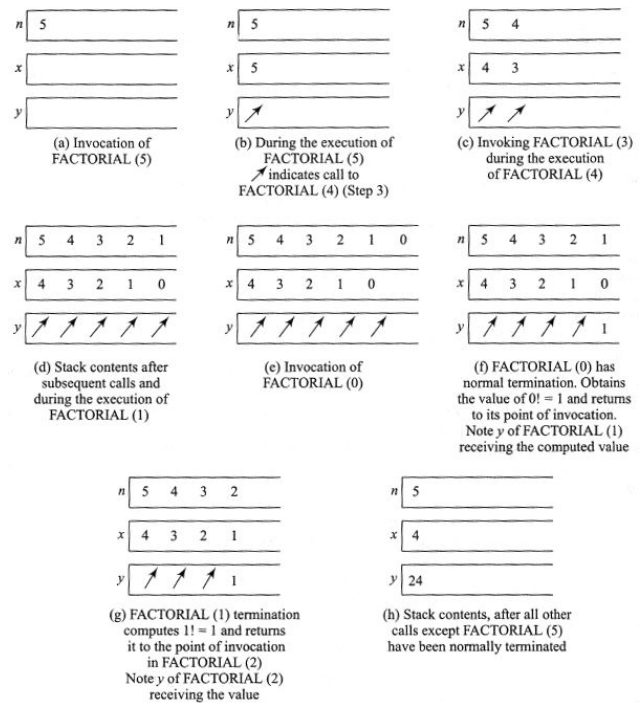 n 5
x
y
(a) Invocation of
FACTORIAL (5)
n 5
x 5
y
(b) During the execution of
FACTORIAL (5)
indicates call to
FACTORIAL (4) (Step 3)
n 5 4
x 4 3
y
(c) Invoking FACTORIAL (3)
during the execution
of FACTORIAL (4)
n 5 4 3 2 1
x 4 3 2 1 0
y
(d) Stack contents after
subsequent calls and
during the execution of
FACTORIAL (1)
n 5 4 3 2 1 0
x 4 3 2 1 0
y
(e) Invocation of
FACTORIAL (0)
n 5 4 3 2 1
x 4 3 2 1 0
y 1
(f) FACTORIAL (0) has
normal termination. Obtains
the value of 0! = 1 and returns
to its point of invocation.
Note y of FACTORIAL (1)
receiving the computed value
n 5 4 3 2
x 4 3 2 1
y 1
(g) FACTORIAL (1) termination
computes 1! = 1 and returns
it to the point of invocation
in FACTORIAL (2)
Note y of FACTORIAL (2)
receiving the value
n 5
x 4
y 24
(h) Stack contents, after all other
calls except FACTORIAL (5)
have been normally terminated